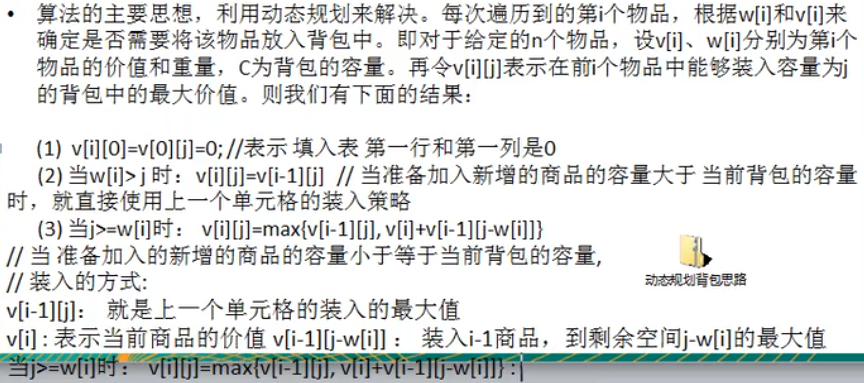 • 算法的主要思想，利用动态规划来解决。每次遍历到的第i个物品，根据w[i]和v[i]来
确定是否需要将该物品放入背包中。即对于给定的n个物品，设v[i]、w[i]分别为第i个
物品的价值和重量，C为背包的容量。再令v[i][j]表示在前i个物品中能够装入容量为j
的背包中的最大价值。则我们有下面的结果：
(1) v[i][0]=v[0][j]=0; //表示 填入表 第一行和第一列是0
(2) 当w[i]> j 时：v[i][j]=v[i-1][j] // 当准备加入新增的商品的容量大于 当前背包的容量
时，就直接使用上一个单元格的装入策略
(3) 当j>=w[i]时： v[i][j]=max{v[i-1][j], v[i]+v[i-1][j-w[i]]}
// 当 准备加入的新增的商品的容量小于等于当前背包的容量,
// 装入的方式:
v[i-1][j]： 就是上一个单元格的装入的最大值
v[i] : 表示当前商品的价值 v[i-1][j-w[i]] ： 装入i-1商品，到剩余空间j-w[i]的最大值
当j>=w[i]时： v[i][j]=max{v[i-1][j], v[i]+v[i-1][j-w[i]]} :
动态规划背包思路